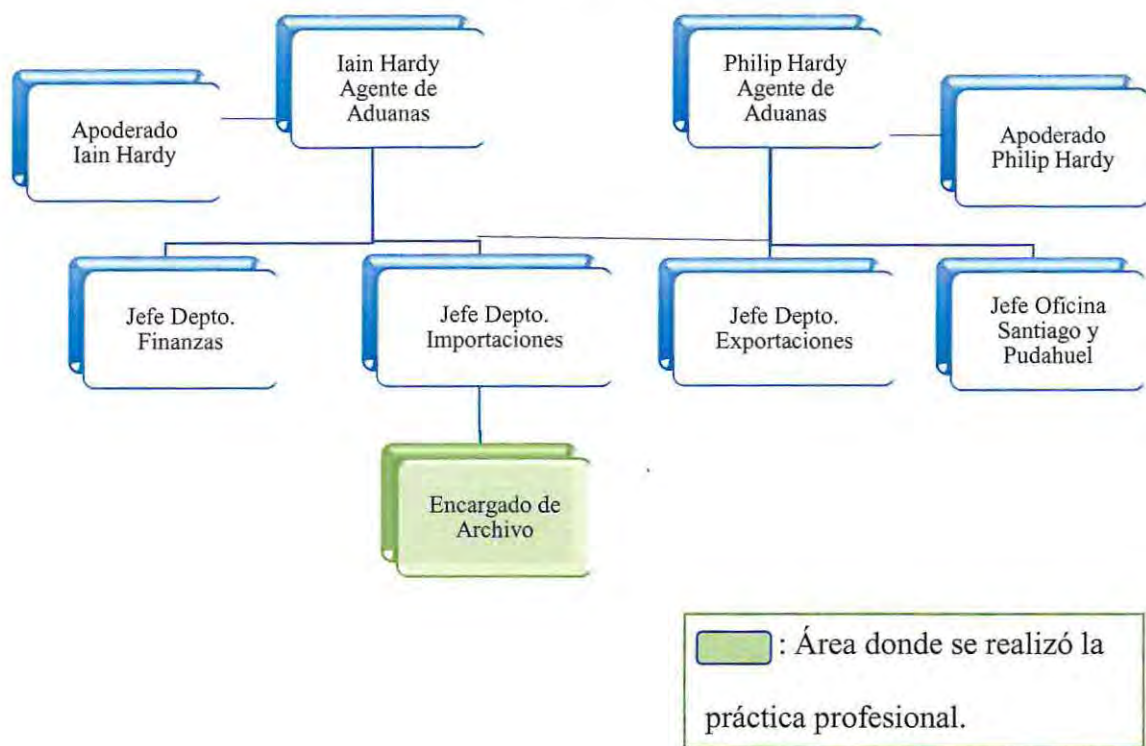 Iain Hardy
Agente de
Aduanas
Philip Hardy
Agente de
Aduanas
Apoderado
Iain Hardy
Apoderado
Philip Hardy
Jefe Depto.
Finanzas
Jefe Depto.
Importaciones
Jefe Depto.
Exportaciones
Jefe Oficina
Santiago y
Pudahuel
Encargado de
Archivo
: Área donde se realizó la
práctica profesional.